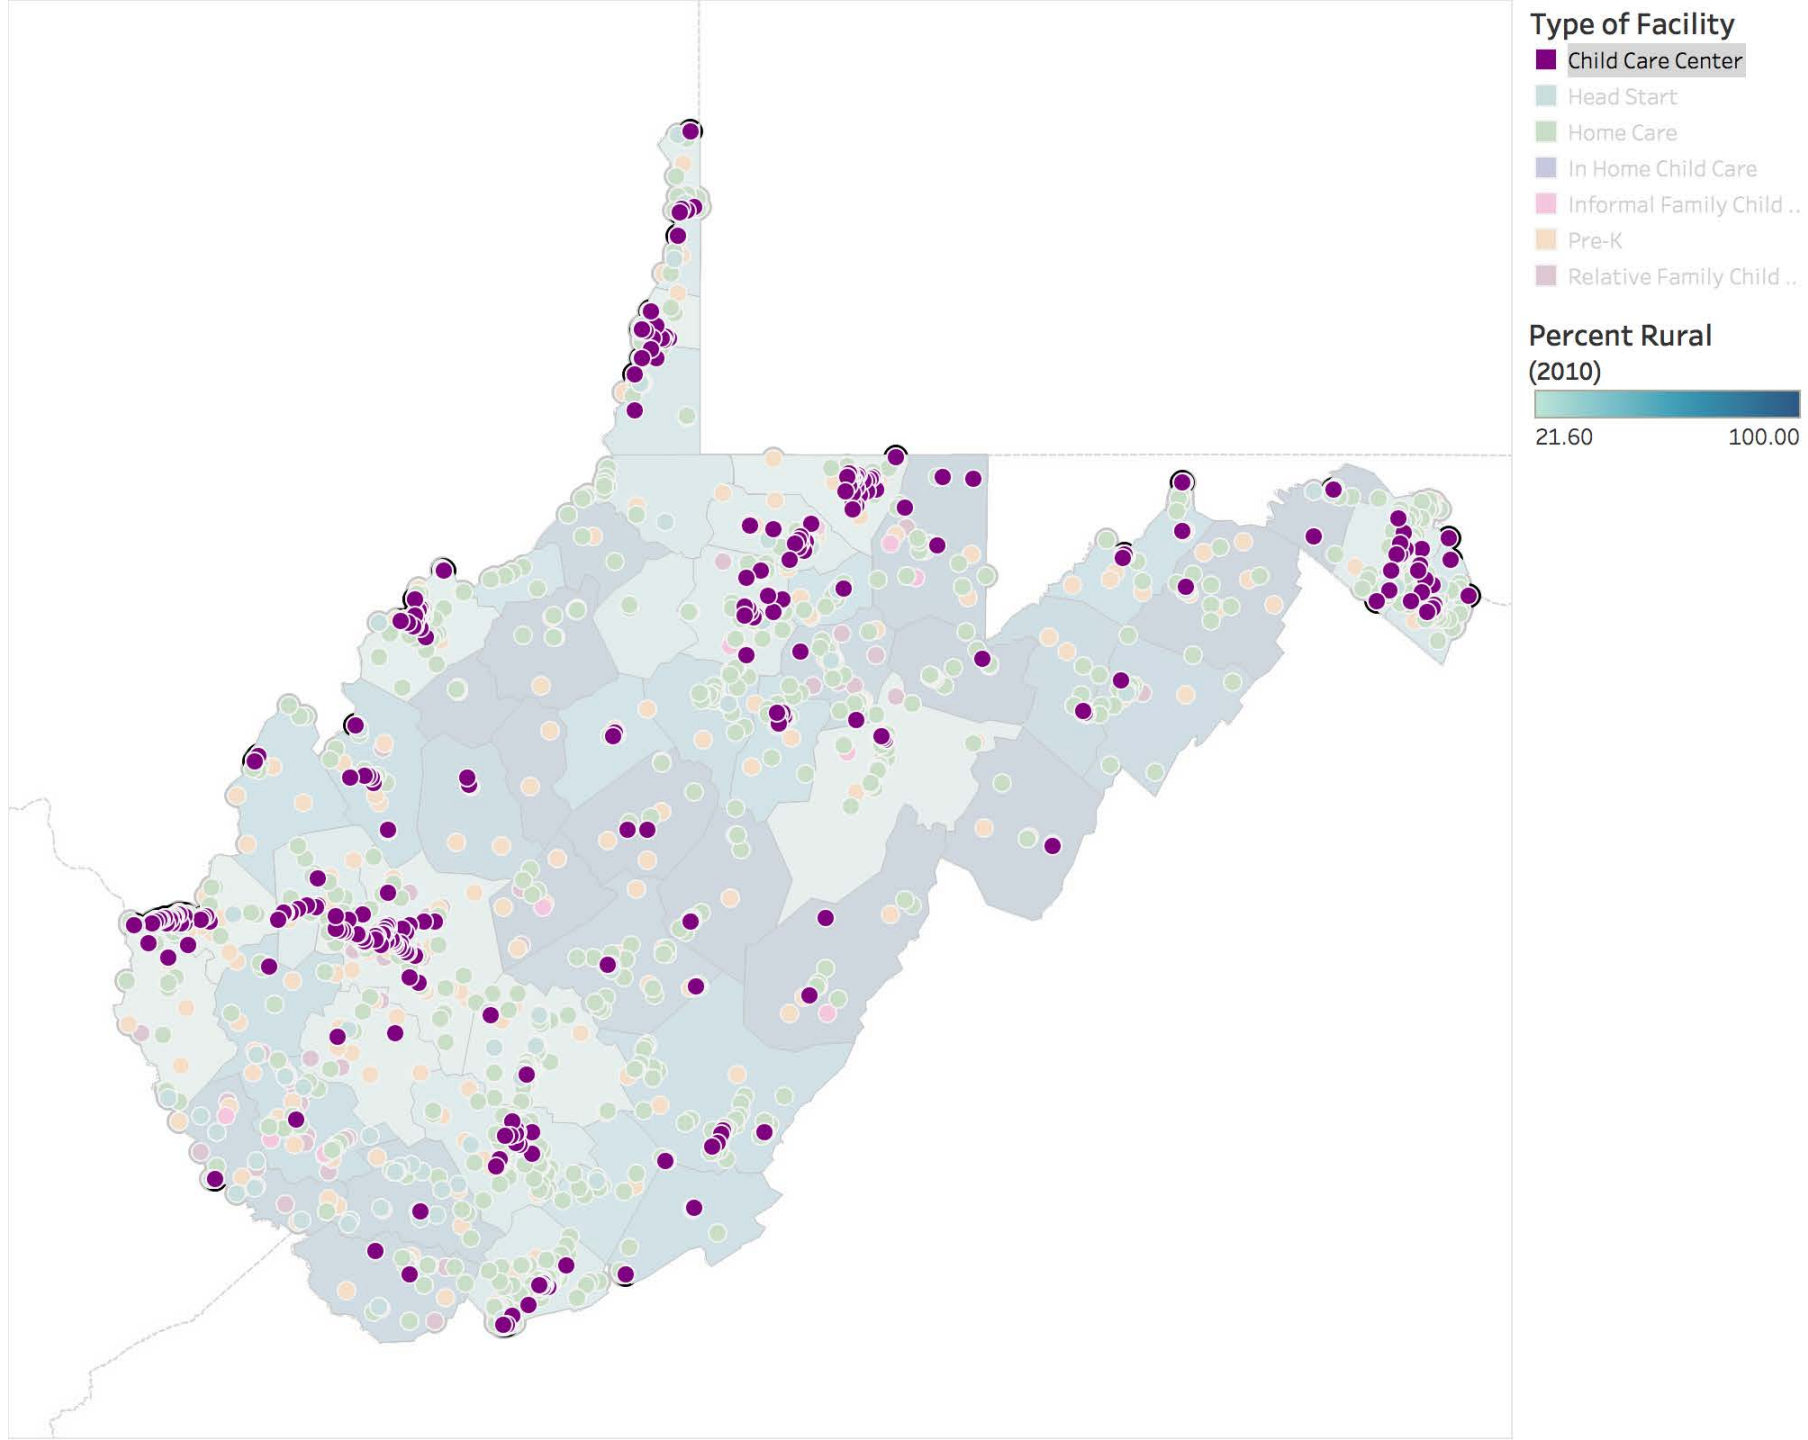 Type of Facility
Child Care Center
Head Start
Home Care
In Home Child Care
Informal Family Child ..
Pre-K
Relative Family Child ..
Percent Rural
(2010)
21.60 100.00